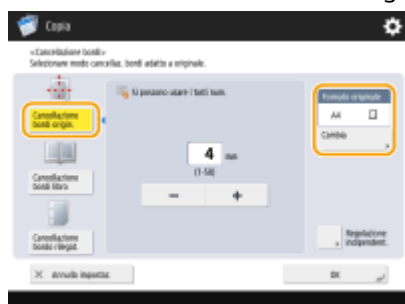 Copia
<Cancellazione bordi>
Selezionare modo cancellaz. bordi adatto a originale.
Cancellazione
bordi origin.
Si possono usare i tasti num.
4 mm
(1-50)
Formato originale
A4
Cambia
Cancellazione
bordi libro
Cancellazione
bordo rilegat.
Regolazione
indipendent.
Annulla impostaz.
OK